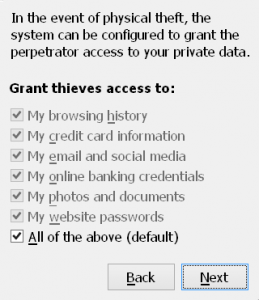 In the event of physical theft, the
system can be configured to grant the
perpetrator access to your private data.
Grant thieves access to:
My browsing history
My credit card information
My email and social media
My online banking credentials
My photos and documents
My website passwords
All of the above (default)
Back Next